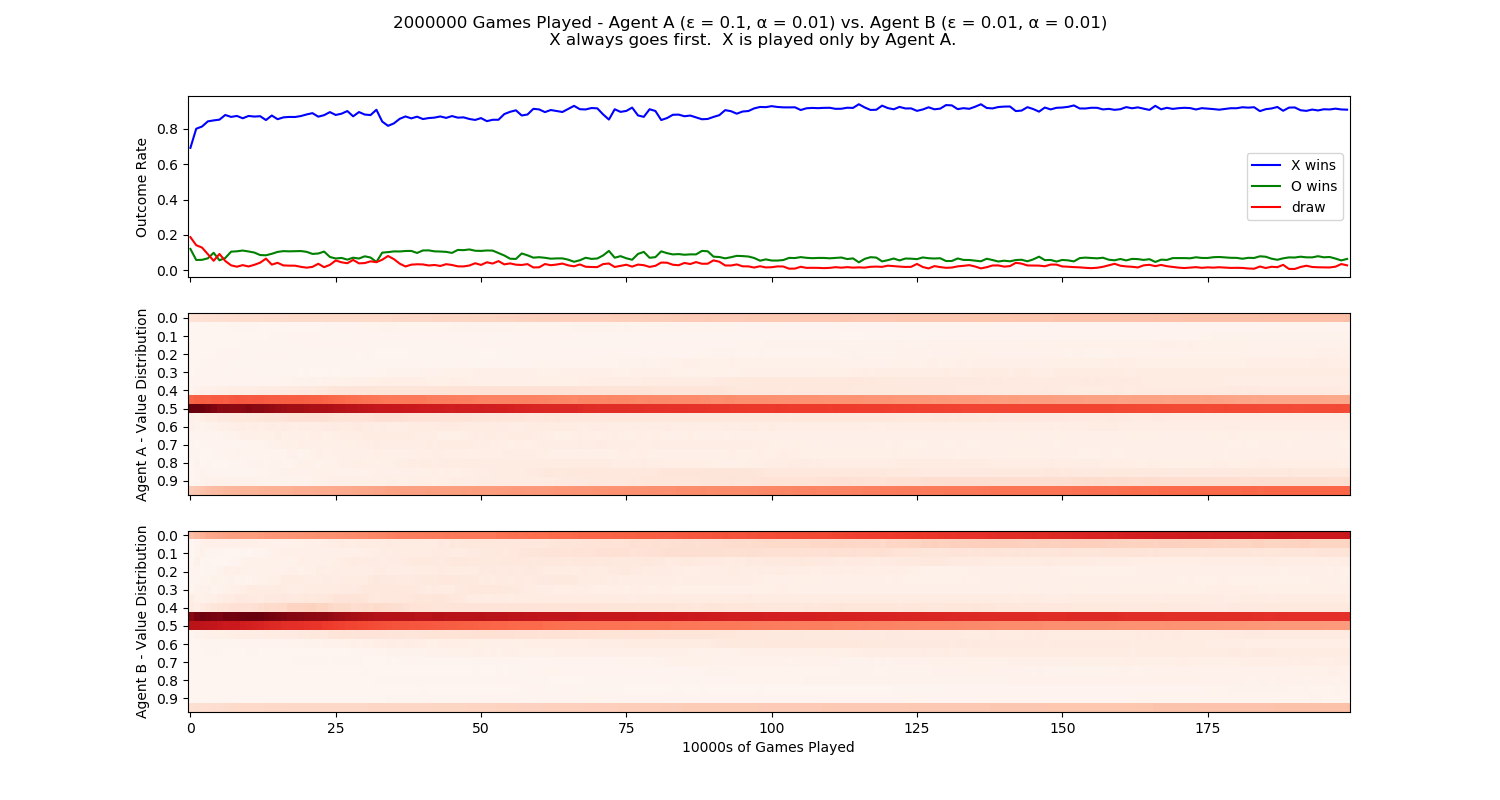 2000000 Games Played - Agent A (ε = 0.1, α = 0.01) vs. Agent B (ε = 0.01, α = 0.01)
X always goes first.  X is played only by Agent A.
Outcome Rate
0.8
0.6
0.4
0.2
0.0
X wins
O wins
draw
Agent A - Value Distribution
0.0
0.1
0.2
0.3
0.4
0.5
0.6
0.7
0.8
0.9
Agent B - Value Distribution
0.0
0.1
0.2
0.3
0.4
0.5
0.6
0.7
0.8
0.9
0 25 50 75 100 125 150 175
10000s of Games Played